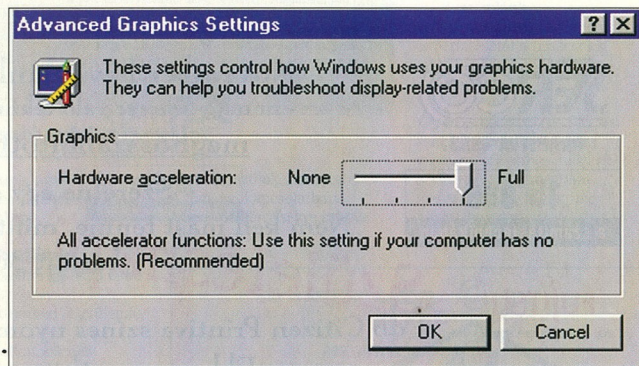 Advanced Graphics Settings
These settings control how Windows uses your graphics hardware.
They can help you troubleshoot display-related problems.
Graphics
Hardware acceleration: None Full
All accelerator functions: Use this setting if your computer has no
problems. (Recommended)
OK Cancel